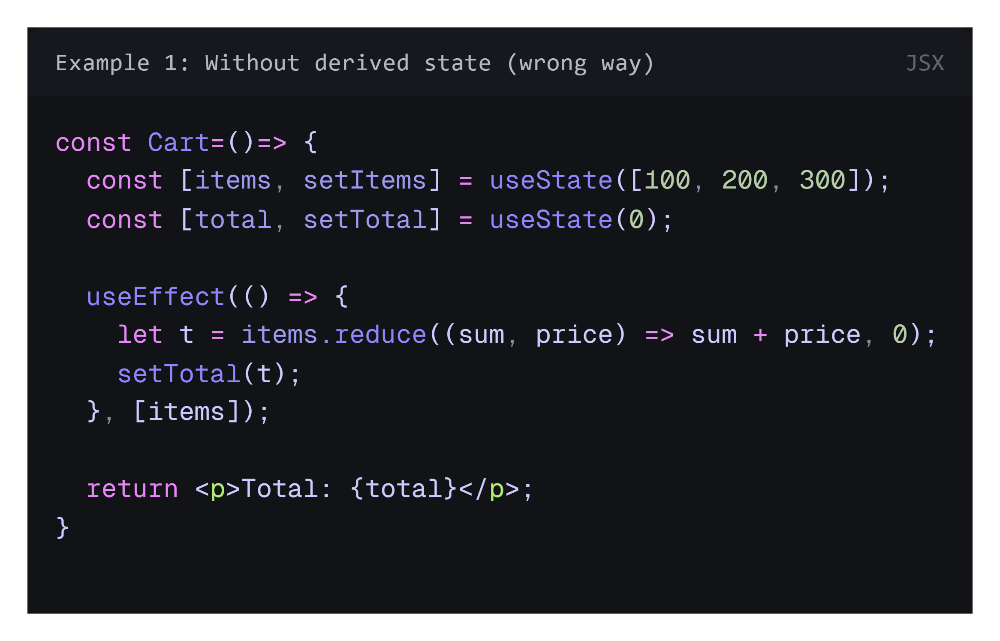 Example 1: Without derived state (wrong way)
JSX
const Cart=()=> {
  const [items, setItems] = useState([100, 200, 300]);
  const [total, setTotal] = useState(0);
  useEffect(() => {
    let t = items.reduce((sum, price) => sum + price, 0);
    setTotal(t);
  }, [items]);
  return <p>Total: {total}</p>;
}